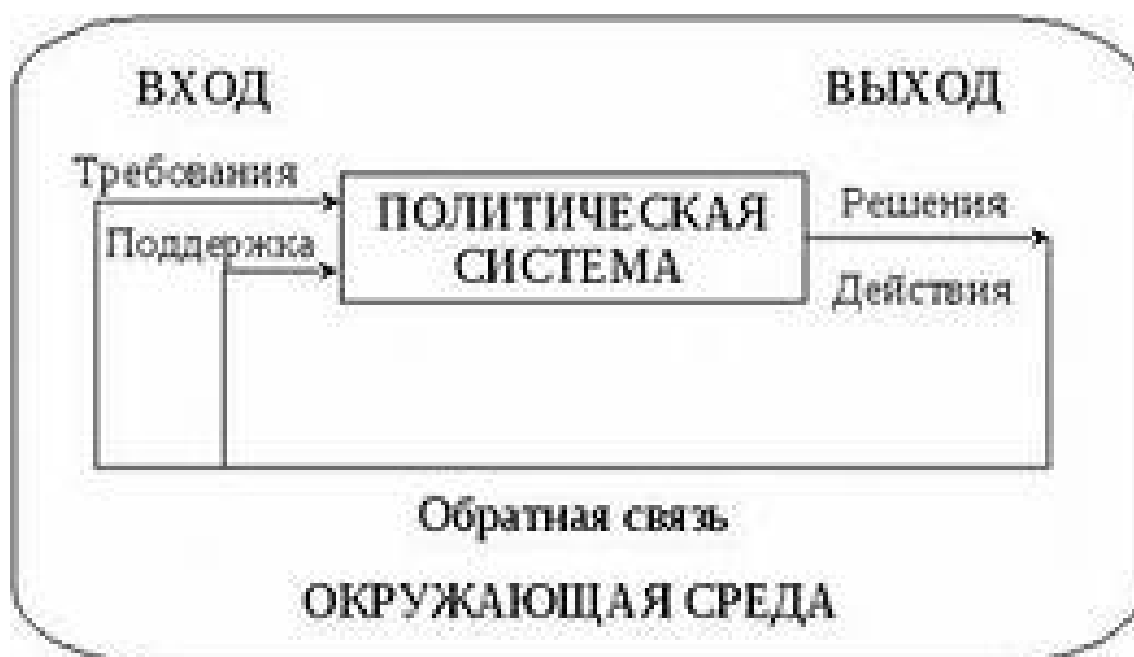 ВХОД
ВЫХОД
Требования
Поддержка
ПОЛИТИЧЕСКАЯ
СИСТЕМА
Решения
Действия
Обратная связь
ОКРУЖАЮЩАЯ СРЕДА